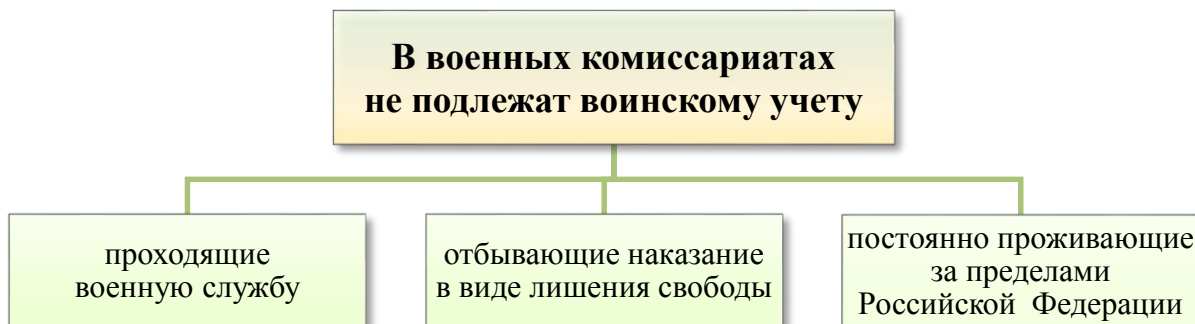 В военных комиссариатах
не подлежат воинскому учету
проходящие
военную службу
отбывающие наказание
в виде лишения свободы
постоянно проживающие
за пределами
Российской Федерации